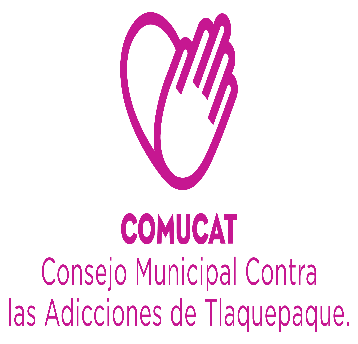 COMUCAT
Consejo Municipal Contra
las Adicciones de Tlaquepaque.